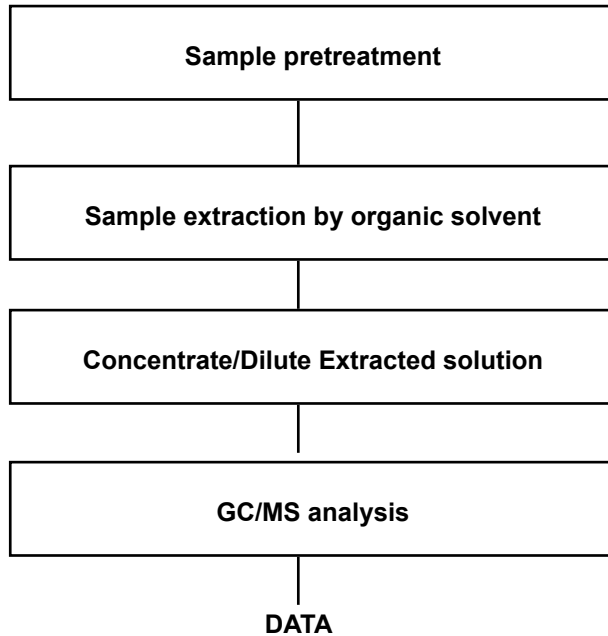 Sample pretreatment
Sample extraction by organic solvent
Concentrate/Dilute Extracted solution
GC/MS analysis
DATA